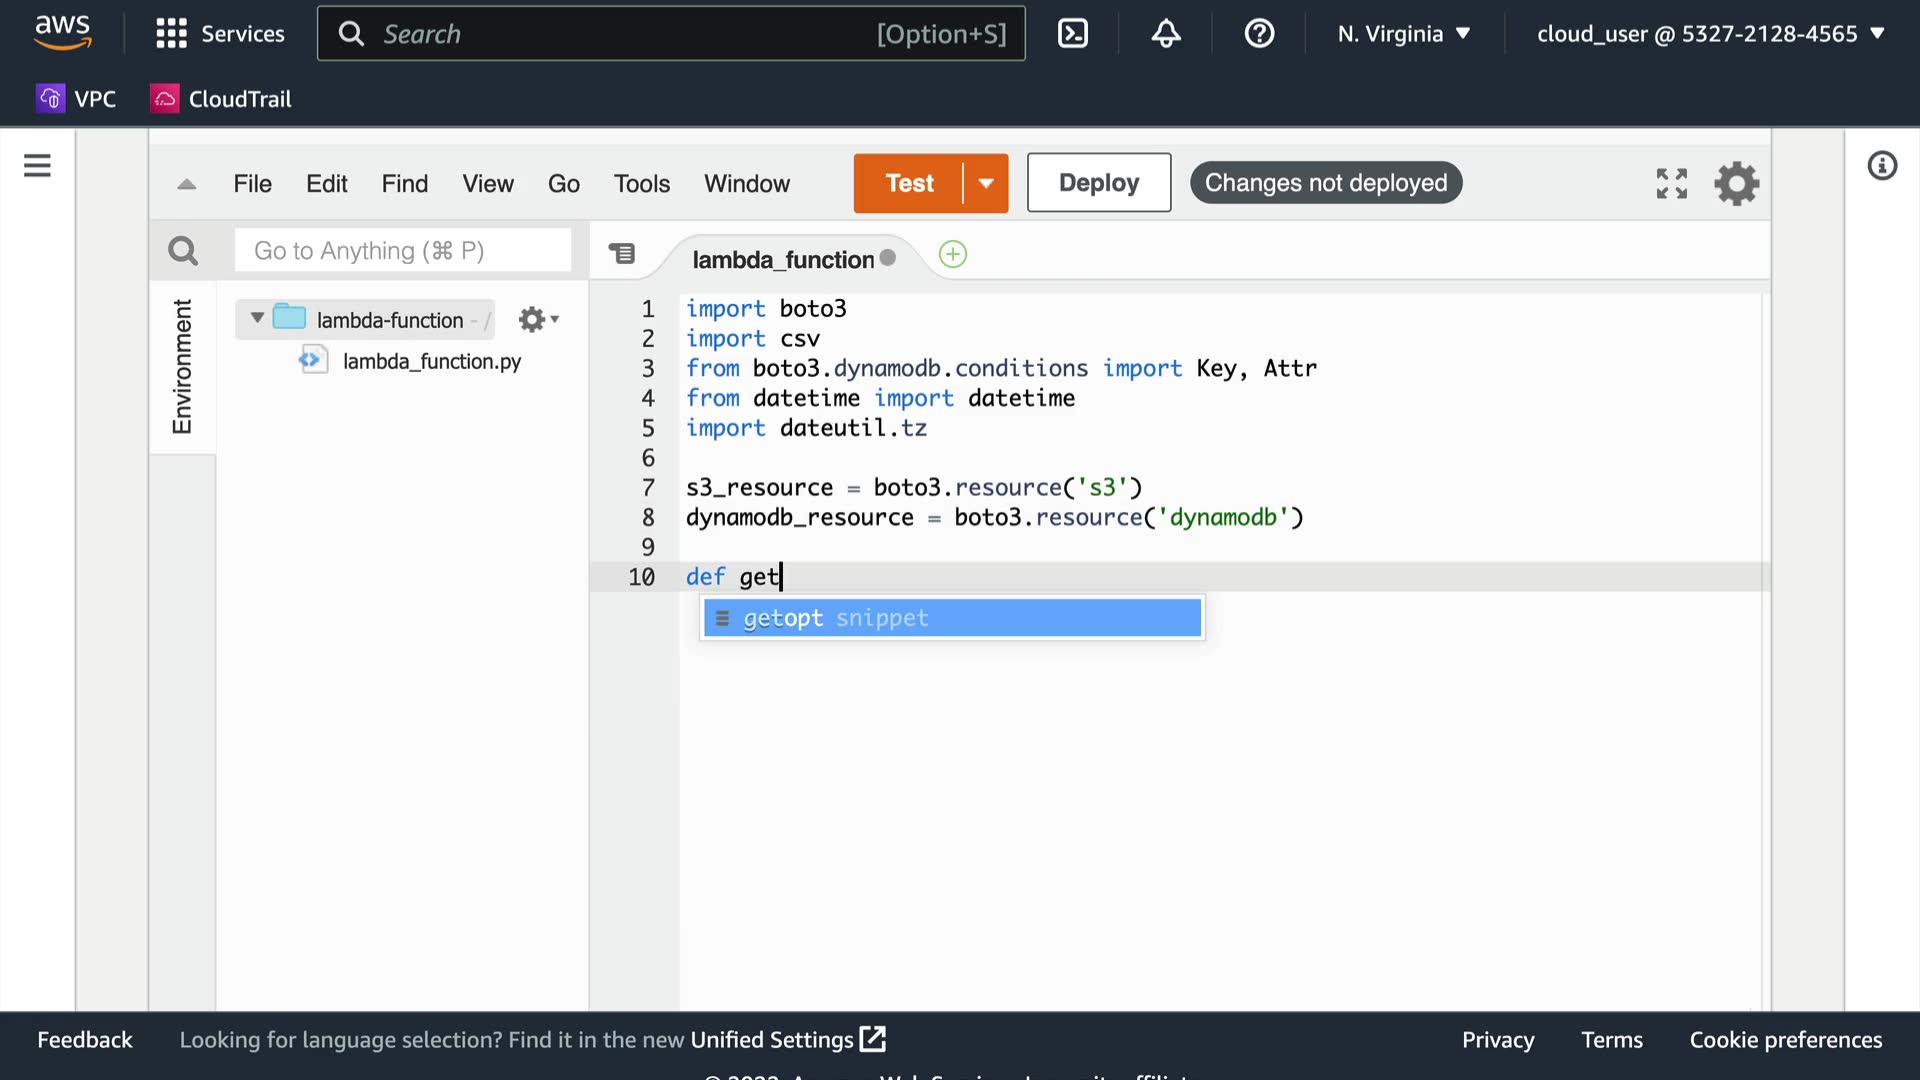 aws
Services
Search
[Option+S]
N. Virginia
cloud_user @ 5327-2128-4565
VPC
CloudTrail
File Edit Find View Go Tools Window
Test
Deploy
Changes not deployed
Go to Anything (⌘ P)
lambda_function
Environment
lambda-function - /
lambda_function.py
1 import boto3
2 import csv
3 from boto3.dynamodb.conditions import Key, Attr
4 from datetime import datetime
5 import dateutil.tz
6
7 s3_resource = boto3.resource('s3')
8 dynamodb_resource = boto3.resource('dynamodb')
9
10 def get
getopt snippet
Feedback
Looking for language selection? Find it in the new Unified Settings
Privacy
Terms
Cookie preferences